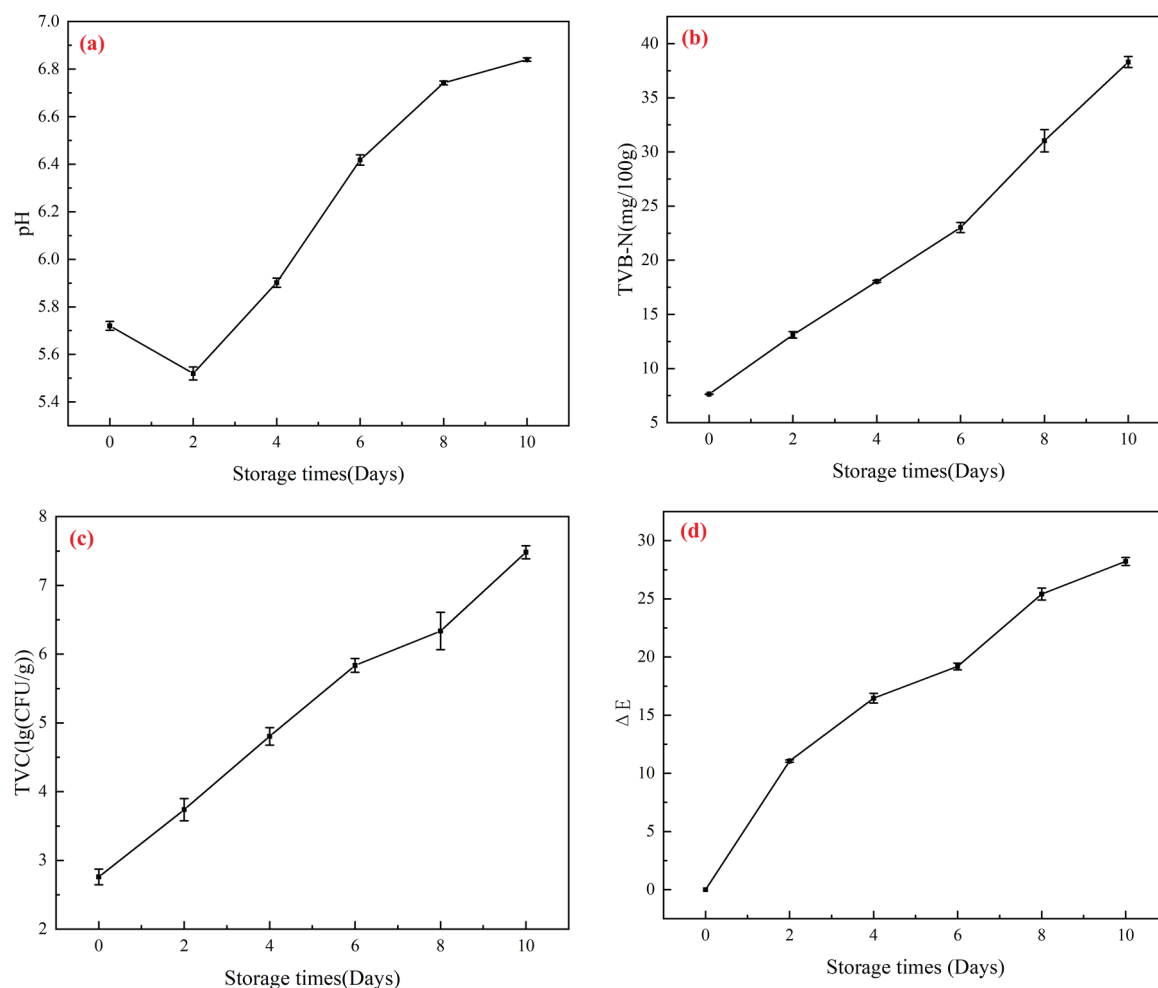 (a)
7.0
6.8
6.6
6.4
6.2
6.0
5.8
5.6
5.4
pH
0 2 4 6 8 10
Storage times(Days)
(b)
40
35
30
25
20
15
10
5
TVB-N(mg/100g)
0 2 4 6 8 10
Storage times(Days)
(c)
8
7
6
5
4
3
2
TVC(lg(CFU/g))
0 2 4 6 8 10
Storage times(Days)
(d)
30
25
20
15
10
5
0
Δ E
0 2 4 6 8 10
Storage times (Days)